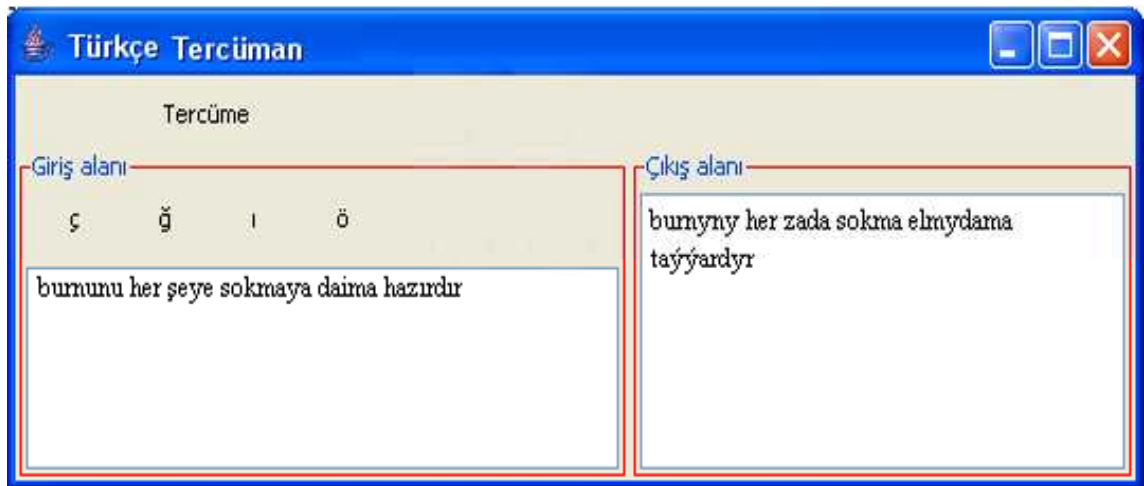 Türkçe Tercüman
Tercüme
Giriş alanı
ç ğ ı ö
burnunu her şeye sokmaya daima hazırdır
Çıkış alanı
burnyny her zada sokma elmydama
taýýardyr